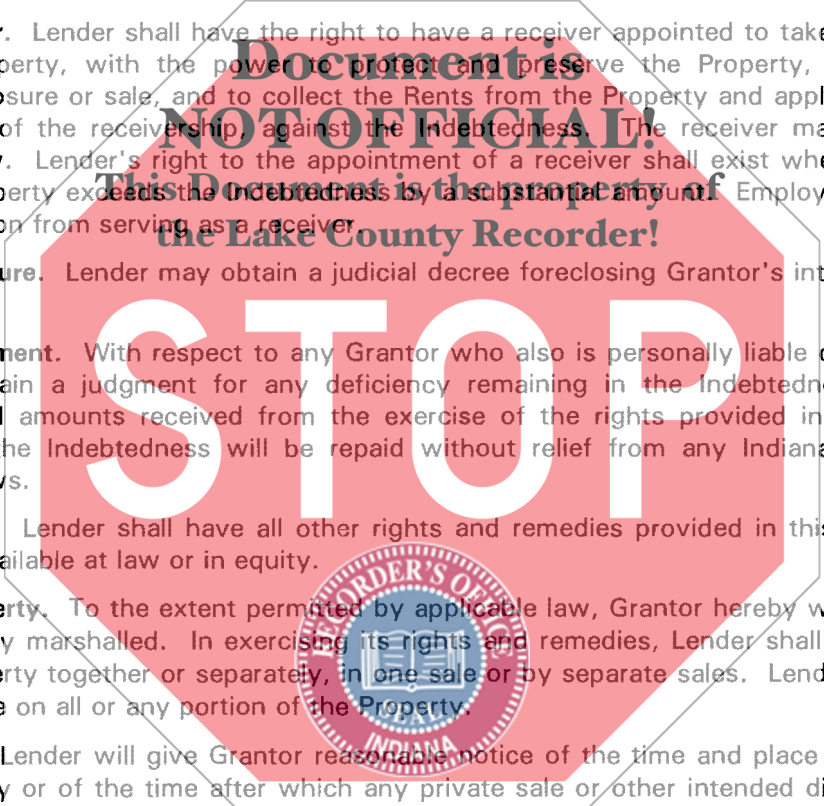 r. Lender shall have the right to have a receiver appointed to take
perty, with the power to protect and preserve the Property,
osure or sale, and to collect the Rents from the Property and appl
of the receivership, against the Indebtedness. The receiver ma
y. Lender's right to the appointment of a receiver shall exist whe
perty exceeds the Indebtedness by a substantial amount. Employ
on from serving as a receiver.
ure. Lender may obtain a judicial decree foreclosing Grantor's int
ment. With respect to any Grantor who also is personally liable o
ain a judgment for any deficiency remaining in the Indebtedne
l amounts received from the exercise of the rights provided in
the Indebtedness will be repaid without relief from any Indiana
ws.
Lender shall have all other rights and remedies provided in this
ailable at law or in equity.
erty. To the extent permitted by applicable law, Grantor hereby w
y marshalled. In exercising its rights and remedies, Lender shall
erty together or separately, in one sale or by separate sales. Lend
e on all or any portion of the Property.
Lender will give Grantor reasonable notice of the time and place
y or of the time after which any private sale or other intended di
Document is
NOT OFFICIAL!
This Document is the property of
the Lake County Recorder!
STOP
RECORDER'S OFFICE
SEAL
INDIANA